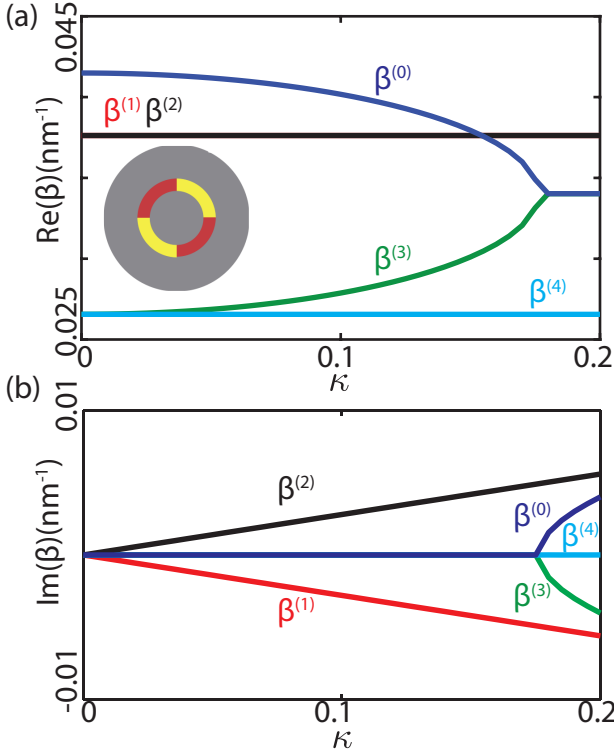 (a)
0.045
β⁽⁰⁾
β⁽¹⁾ β⁽²⁾
Re(β)(nm⁻¹)
β⁽³⁾
β⁽⁴⁾
0.025
0 0.1 0.2
κ
(b)
0.01
β⁽²⁾
β⁽⁰⁾
Im(β)(nm⁻¹)
β⁽⁴⁾
β⁽³⁾
β⁽¹⁾
-0.01
0 0.1 0.2
κ